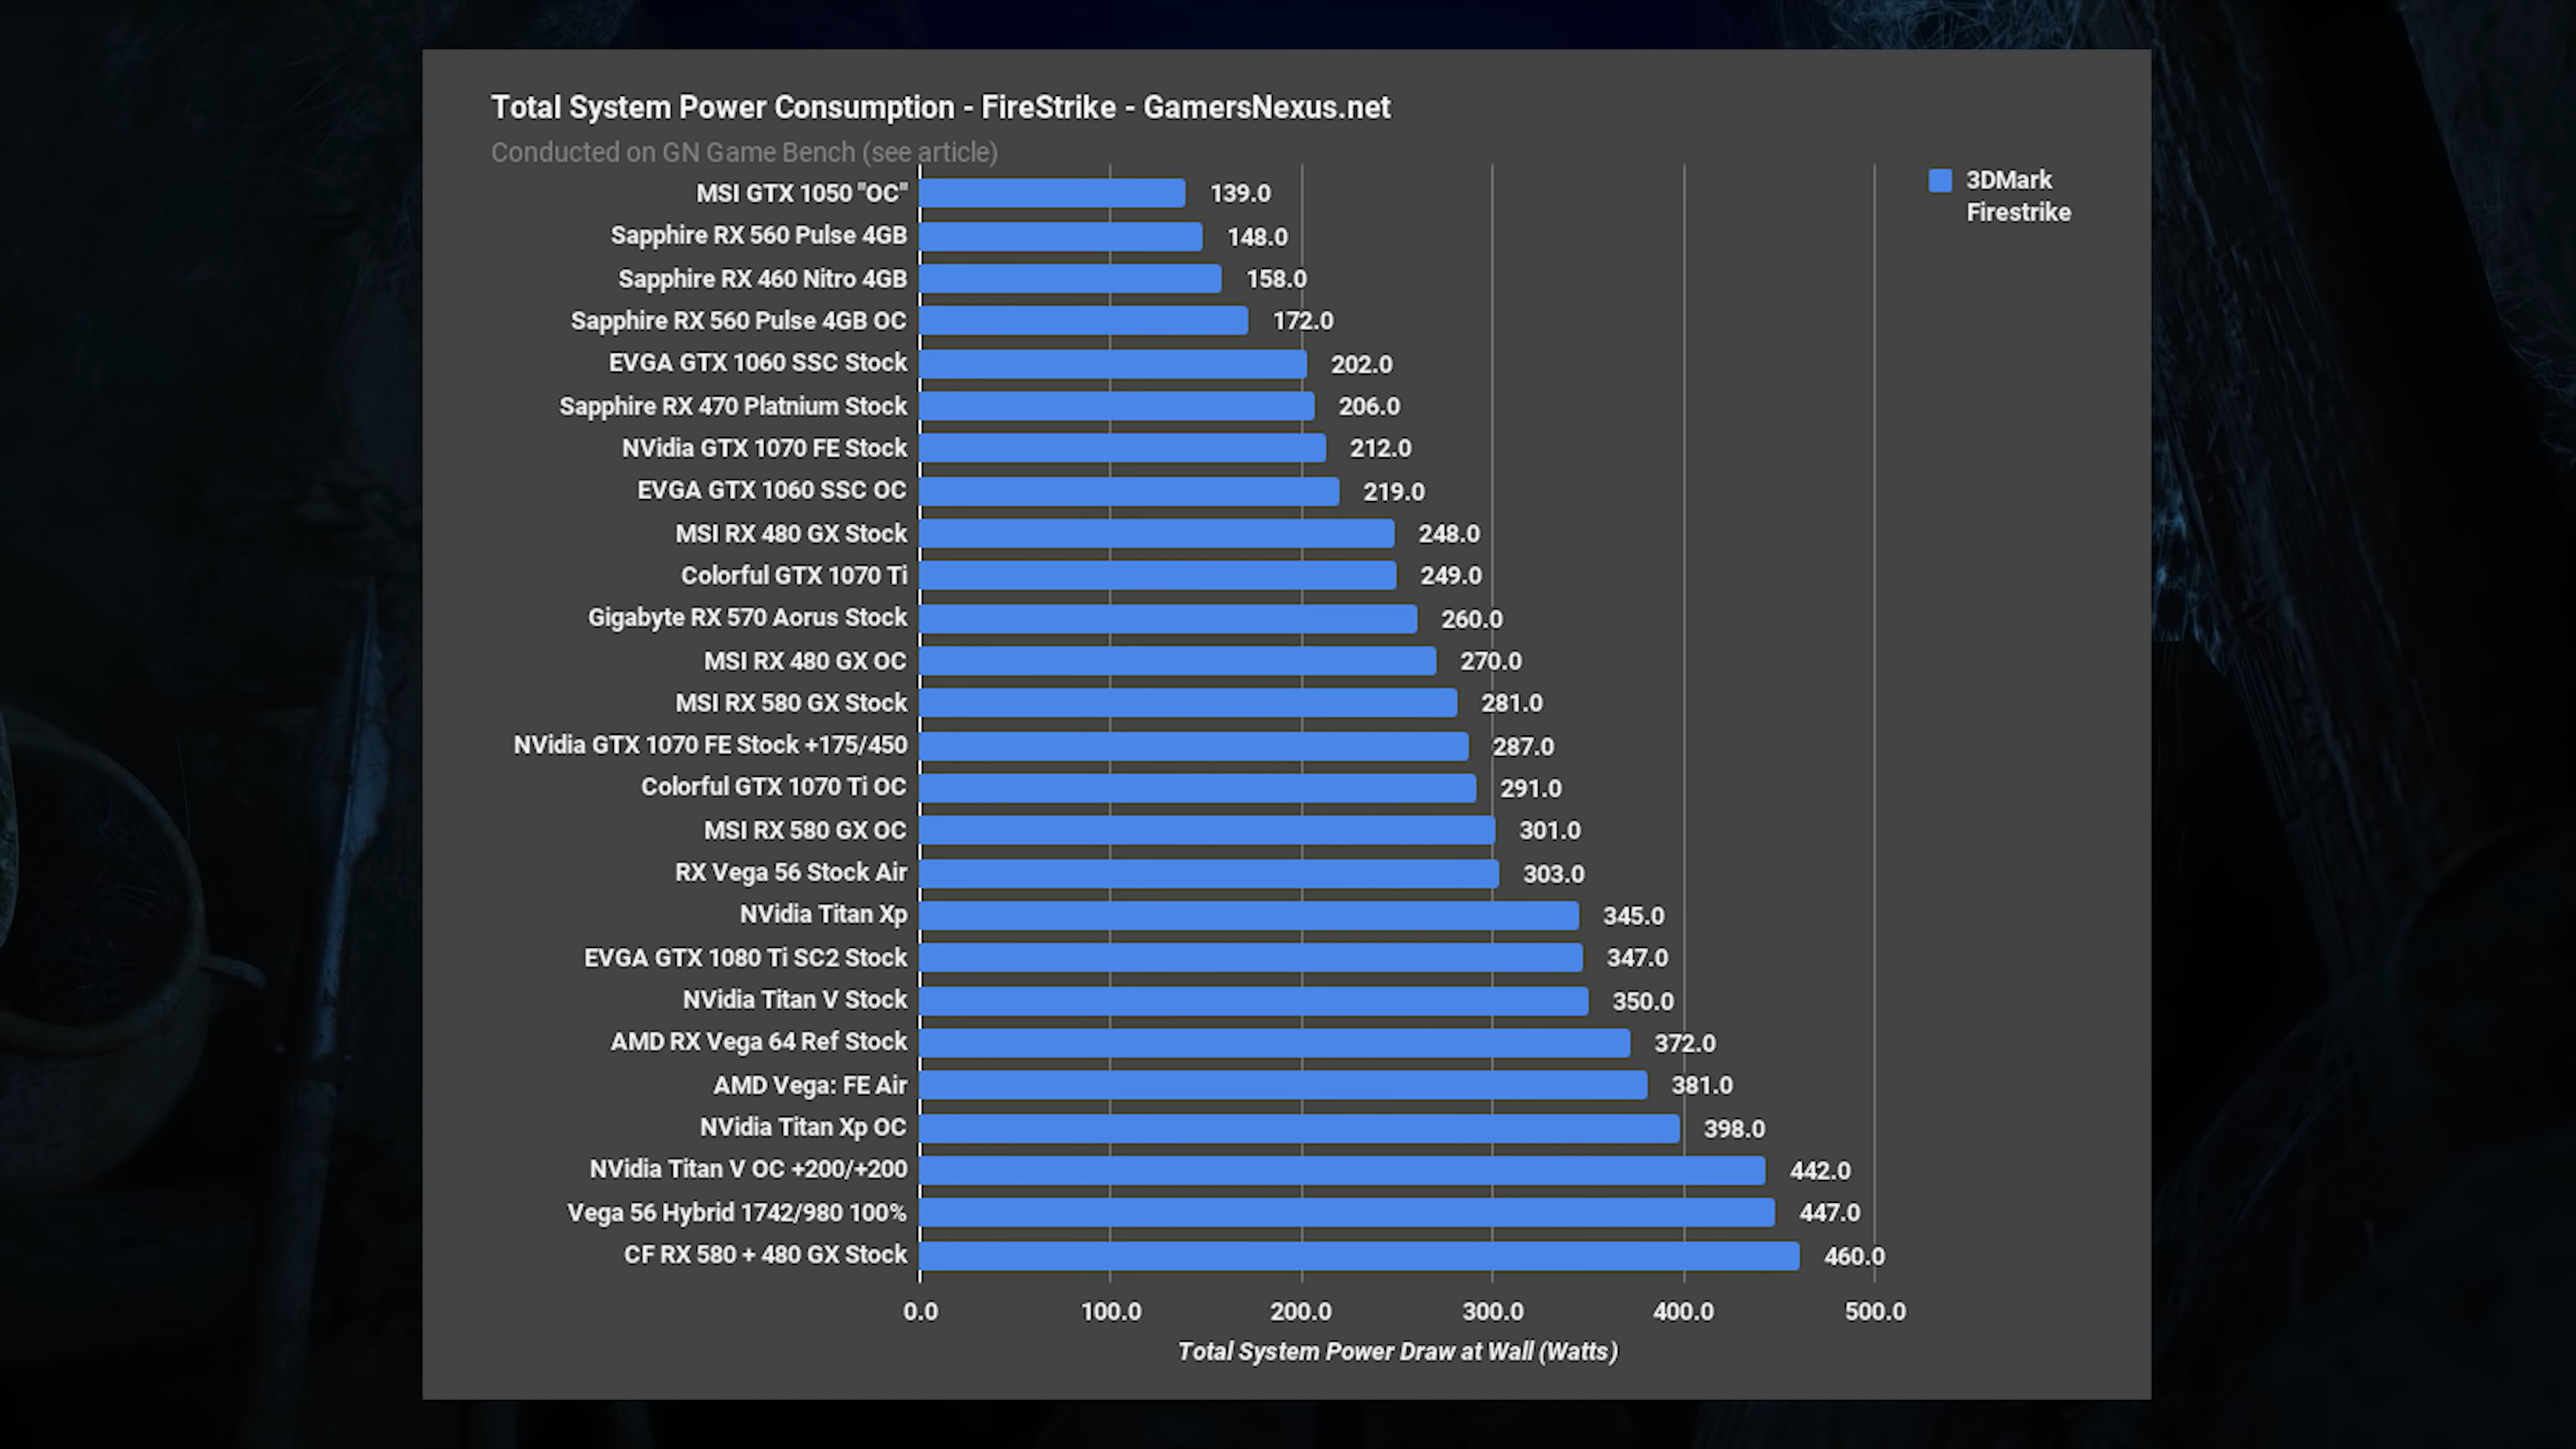 Total System Power Consumption - FireStrike - GamersNexus.net
Conducted on GN Game Bench (see article)
3DMark
Firestrike
MSI GTX 1050 "OC" 139.0
Sapphire RX 560 Pulse 4GB 148.0
Sapphire RX 460 Nitro 4GB 158.0
Sapphire RX 560 Pulse 4GB OC 172.0
EVGA GTX 1060 SSC Stock 202.0
Sapphire RX 470 Platnium Stock 206.0
NVidia GTX 1070 FE Stock 212.0
EVGA GTX 1060 SSC OC 219.0
MSI RX 480 GX Stock 248.0
Colorful GTX 1070 Ti 249.0
Gigabyte RX 570 Aorus Stock 260.0
MSI RX 480 GX OC 270.0
MSI RX 580 GX Stock 281.0
NVidia GTX 1070 FE Stock +175/450 287.0
Colorful GTX 1070 Ti OC 291.0
MSI RX 580 GX OC 301.0
RX Vega 56 Stock Air 303.0
NVidia Titan Xp 345.0
EVGA GTX 1080 Ti SC2 Stock 347.0
NVidia Titan V Stock 350.0
AMD RX Vega 64 Ref Stock 372.0
AMD Vega: FE Air 381.0
NVidia Titan Xp OC 398.0
NVidia Titan V OC +200/+200 442.0
Vega 56 Hybrid 1742/980 100% 447.0
CF RX 580 + 480 GX Stock 460.0
0.0 100.0 200.0 300.0 400.0 500.0
Total System Power Draw at Wall (Watts)